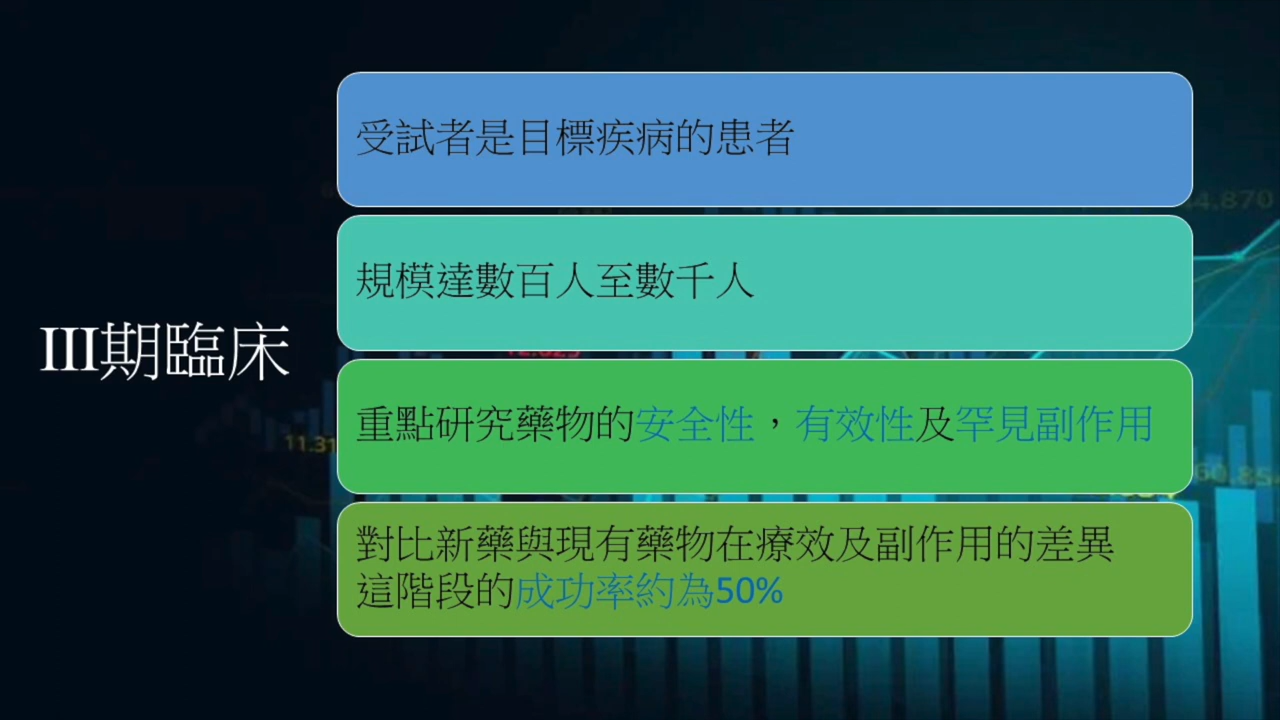 III期臨床
受試者是目標疾病的患者
規模達數百人至數千人
重點研究藥物的安全性，有效性及罕見副作用
對比新藥與現有藥物在療效及副作用的差異
這階段的成功率約為50%
11.31